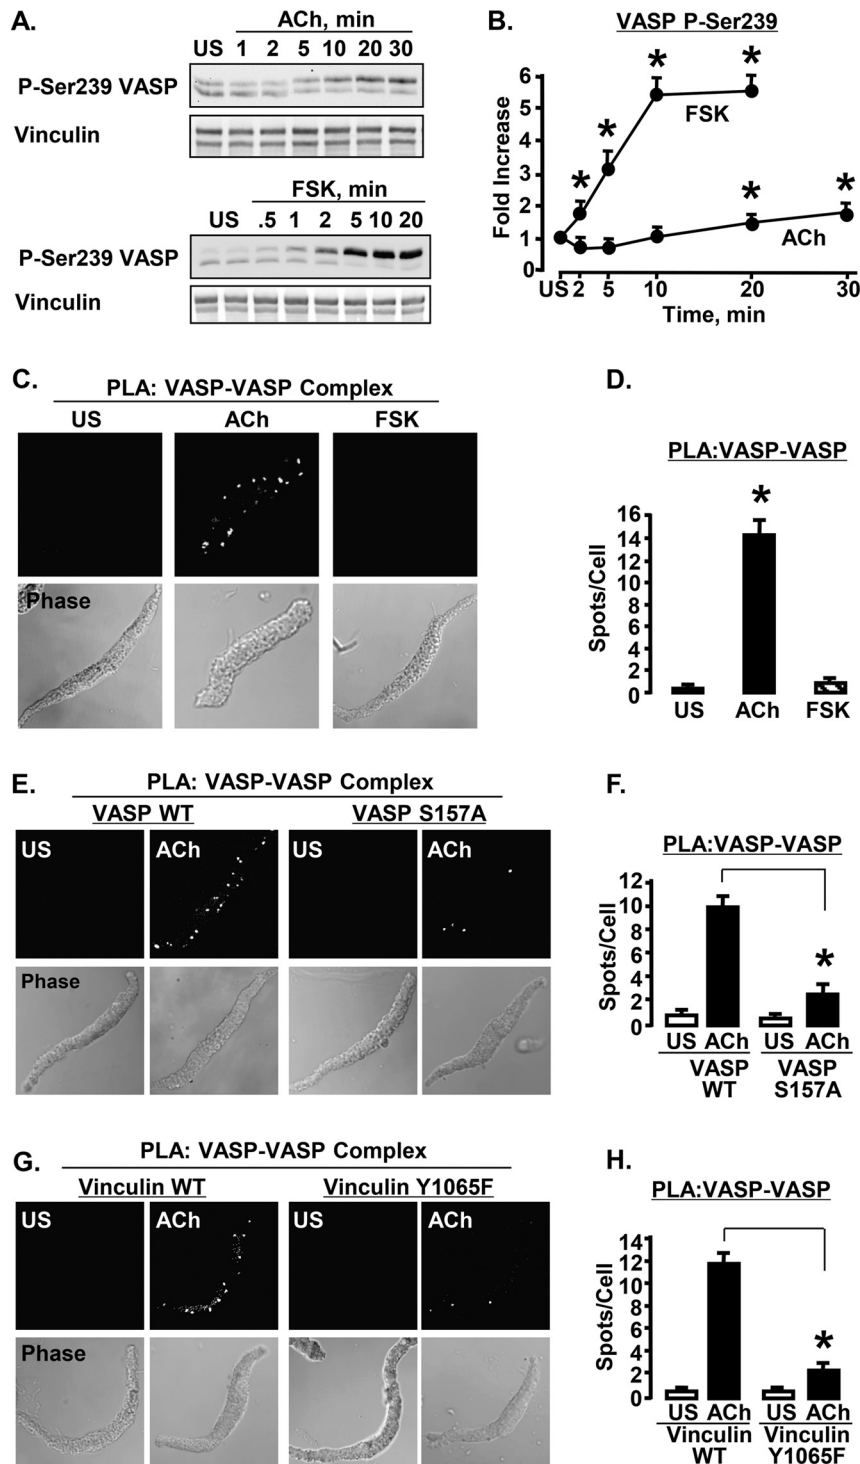 A.
ACh, min
US 1 2 5 10 20 30
P-Ser239 VASP
Vinculin
FSK, min
US .5 1 2 5 10 20
P-Ser239 VASP
Vinculin
B.
VASP P-Ser239
Fold Increase
6
5
4
3
2
1
0
* * * *
FSK
* *
ACh
US 2 5 10 20 30
Time, min
C.
PLA: VASP-VASP Complex
US ACh FSK
Phase
D.
PLA:VASP-VASP
Spots/Cell
16
14
12
10
8
6
4
2
0
*
US ACh FSK
E.
PLA: VASP-VASP Complex
VASP WT VASP S157A
US ACh US ACh
Phase
F.
PLA:VASP-VASP
Spots/Cell
12
10
8
6
4
2
0
*
US ACh US ACh
VASP VASP
WT S157A
G.
PLA: VASP-VASP Complex
Vinculin WT Vinculin Y1065F
US ACh US ACh
Phase
H.
PLA:VASP-VASP
Spots/Cell
14
12
10
8
6
4
2
0
*
US ACh US ACh
Vinculin Vinculin
WT Y1065F